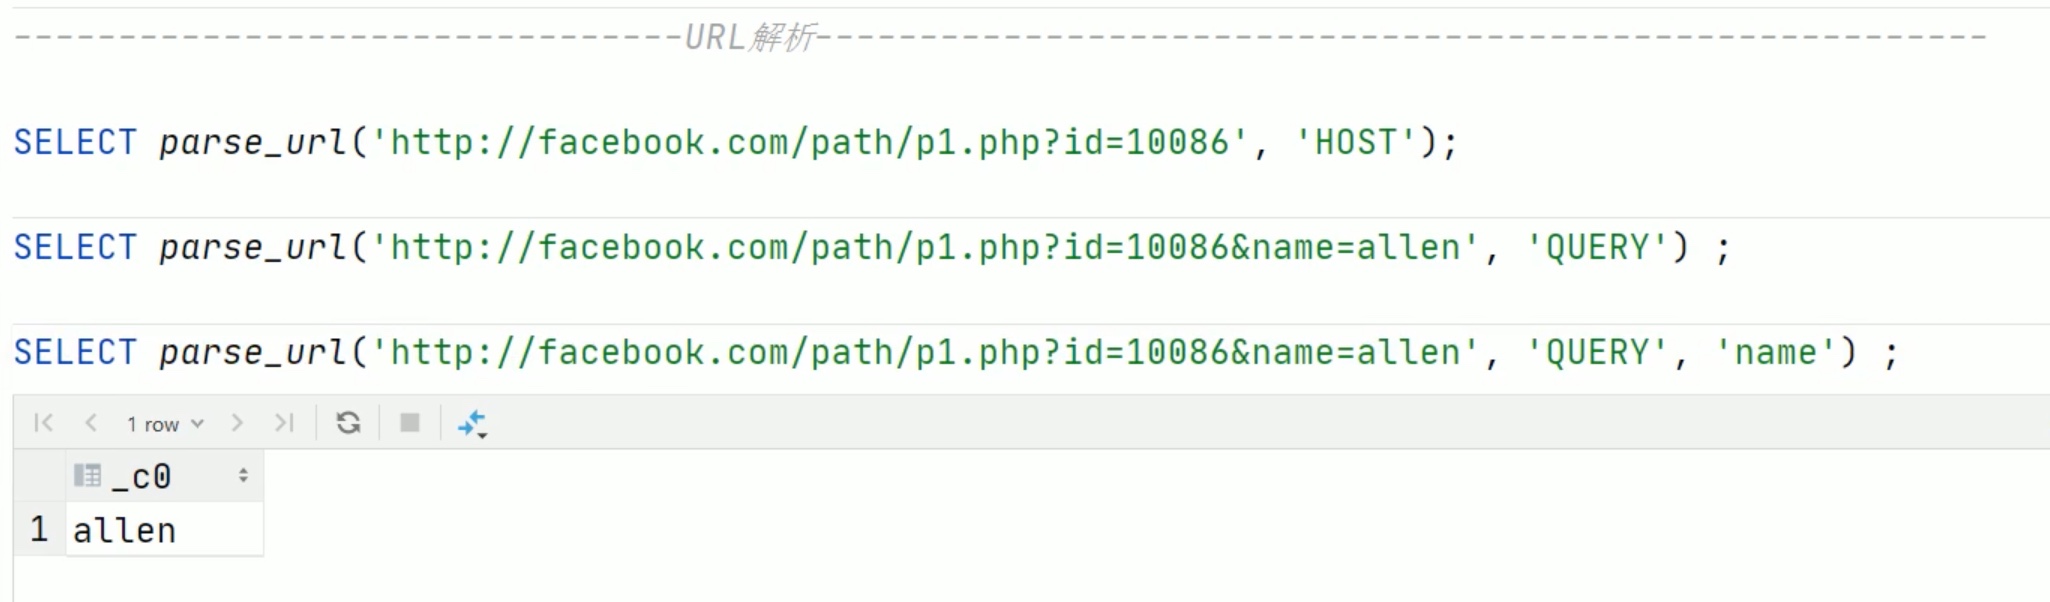 --------------------------------URL解析--------------------------------------------------------
SELECT parse_url('http://facebook.com/path/p1.php?id=10086', 'HOST');
SELECT parse_url('http://facebook.com/path/p1.php?id=10086&name=allen', 'QUERY') ;
SELECT parse_url('http://facebook.com/path/p1.php?id=10086&name=allen', 'QUERY', 'name') ;
1 row
_c0
1 allen